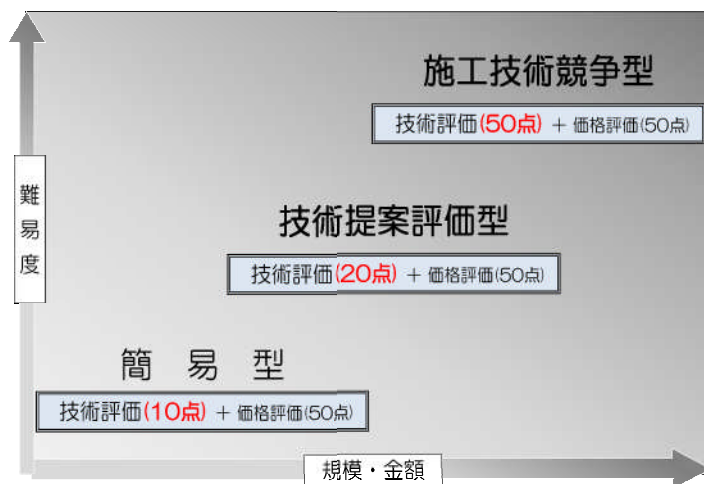 施工技術競争型
技術評価(50点) + 価格評価(50点)
難易度
技術提案評価型
技術評価(20点) + 価格評価(50点)
簡易型
技術評価(10点) + 価格評価(50点)
規模・金額